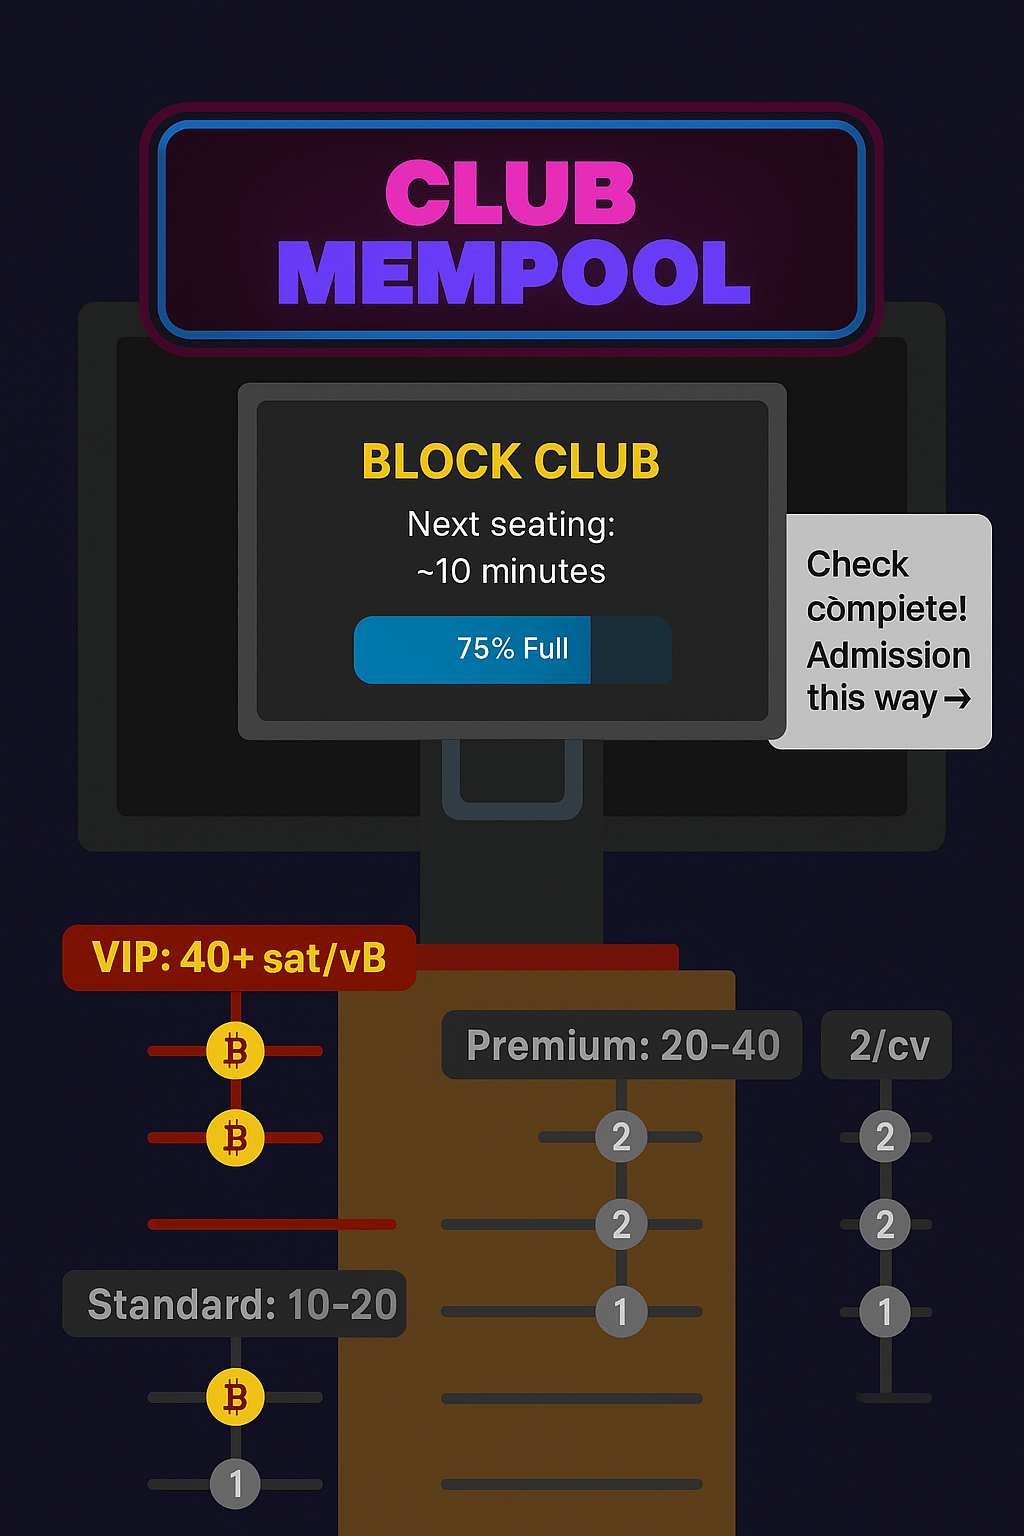 CLUB
MEMPOOL
BLOCK CLUB
Next seating:
~10 minutes
75% Full
Check
còmpiete!
Admission
this way →
VIP: 40+ sat/vB
₿
₿
Premium: 20–40
2
2
1
2/cv
2
2
1
Standard: 10–20
₿
1